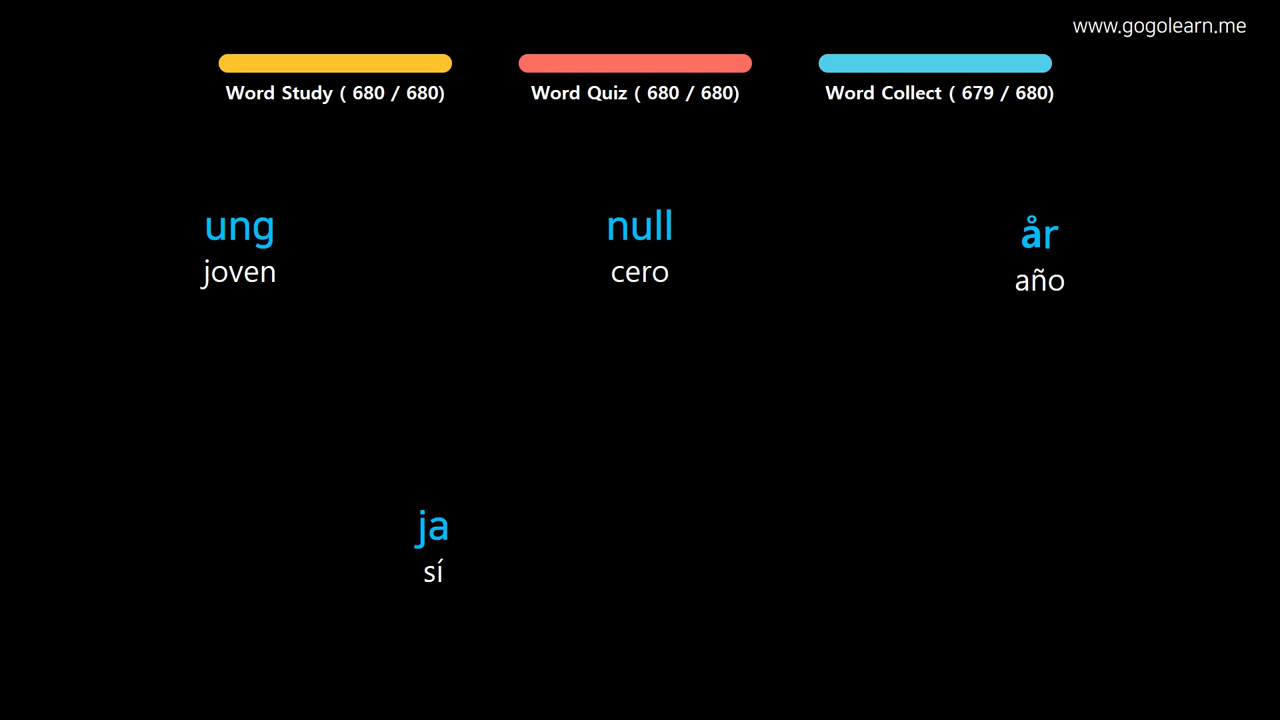 www.gogolearn.me
Word Study ( 680 / 680)
Word Quiz ( 680 / 680)
Word Collect ( 679 / 680)
ung
joven
null
cero
år
año
ja
sí